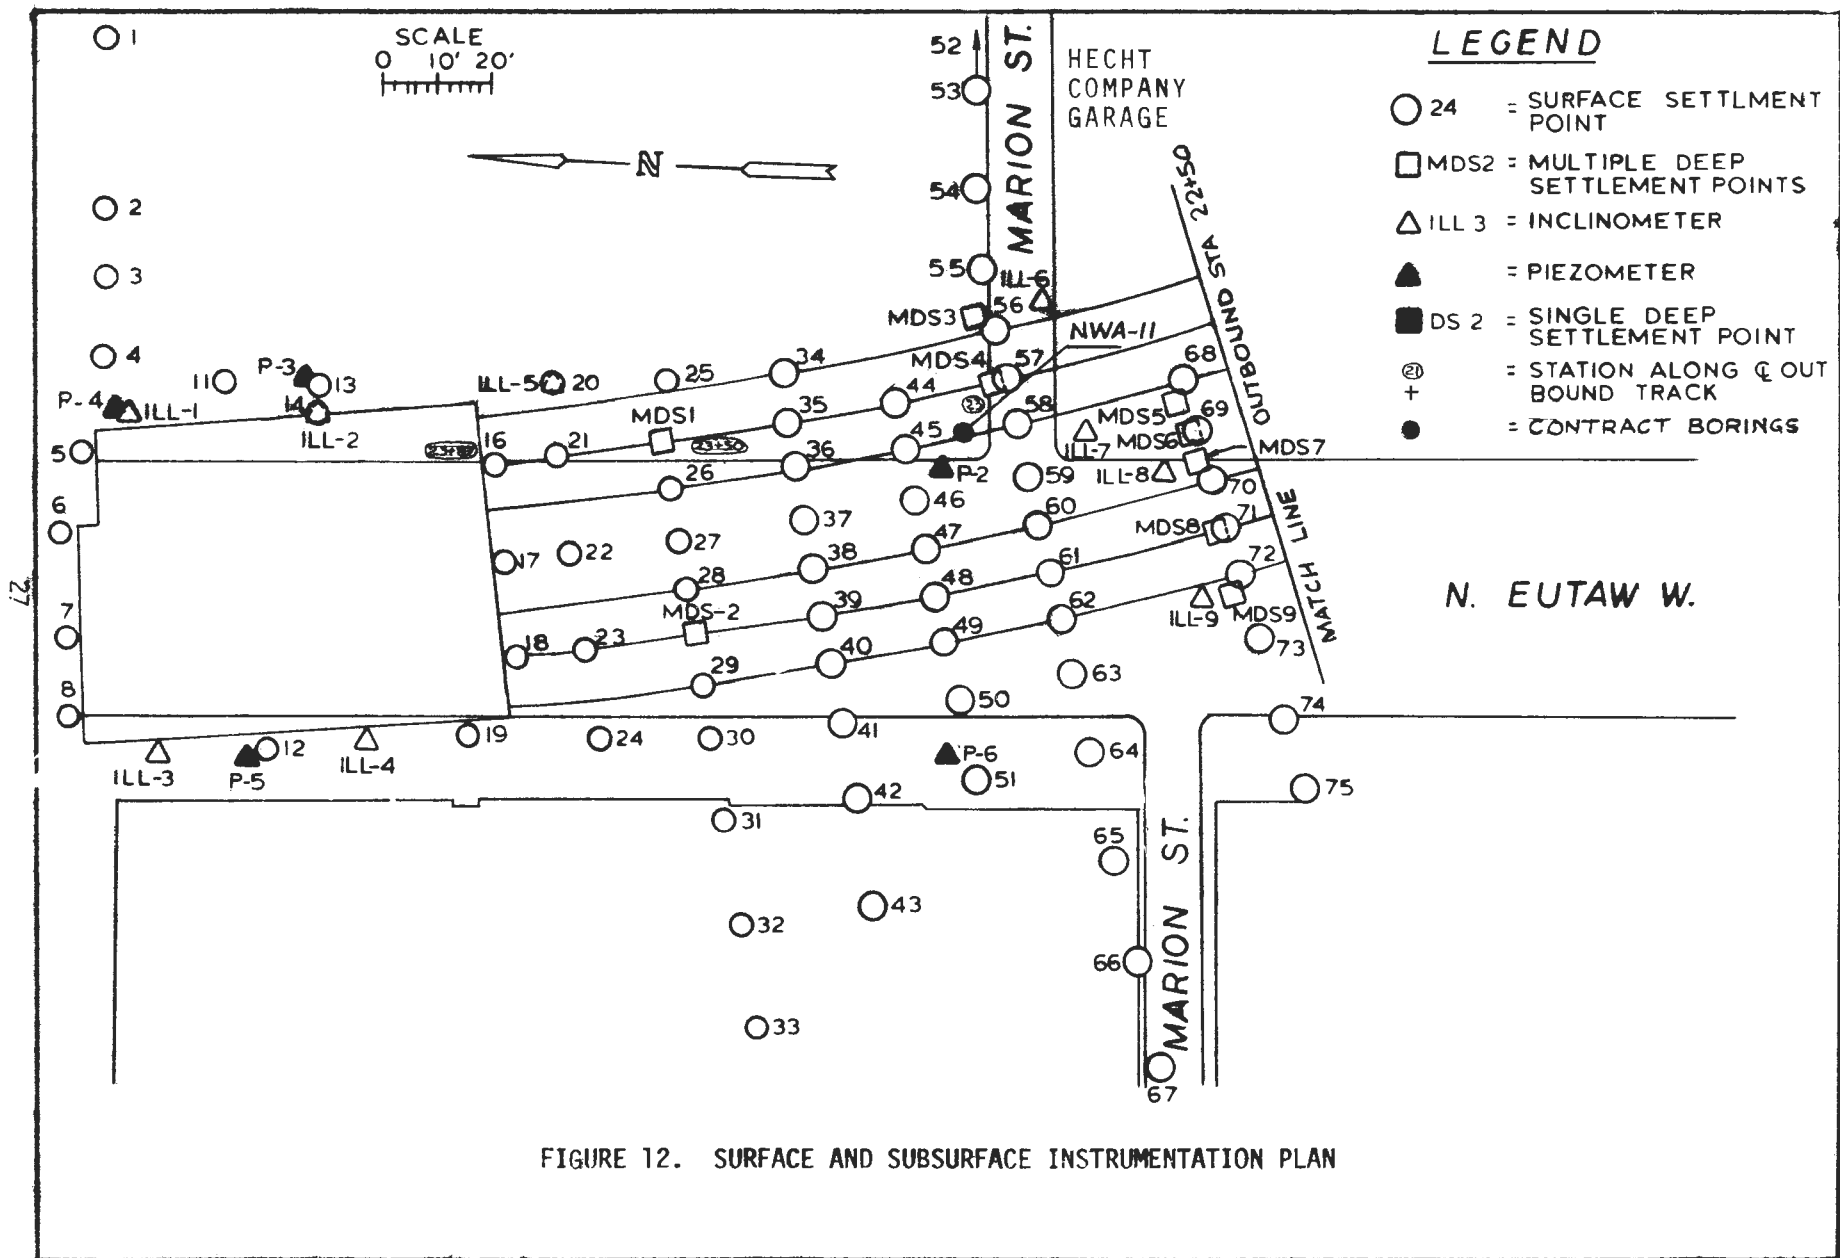 1
SCALE
0 10' 20'
52
53
MARION ST.
HECHT
COMPANY
GARAGE
LEGEND
24 = SURFACE SETTLMENT
POINT
MDS2 = MULTIPLE DEEP
SETTLEMENT POINTS
ILL 3 = INCLINOMETER
= PIEZOMETER
DS 2 = SINGLE DEEP
SETTLEMENT POINT
21 = STATION ALONG ℄ OUT
+ BOUND TRACK
= CONTRACT BORINGS
N
54
2
3
55
ILL-6
56
MDS3
NWA-11
MATCH LINE OUTBOUND STA 22+50
4
11
P-3
13
P-4
ILL-1
14
ILL-2
ILL-5
20
25
34
MDS4
57
68
44
MDS1
35
23
58
MDS5
69
MDS6
MDS7
5
16
21
23+50
36
45
P-2
ILL-7
ILL-8
59
70
26
46
6
37
60
MDS8
71
17
22
27
47
38
61
72
28
48
MDS-2
39
62
ILL-9
MDS9
N. EUTAW W.
27
7
18
23
49
73
40
29
63
8
50
74
19
24
30
41
ILL-3
P-5
12
ILL-4
P-6
64
51
42
75
31
65
43
32
66
MARION ST.
33
67
FIGURE 12. SURFACE AND SUBSURFACE INSTRUMENTATION PLAN